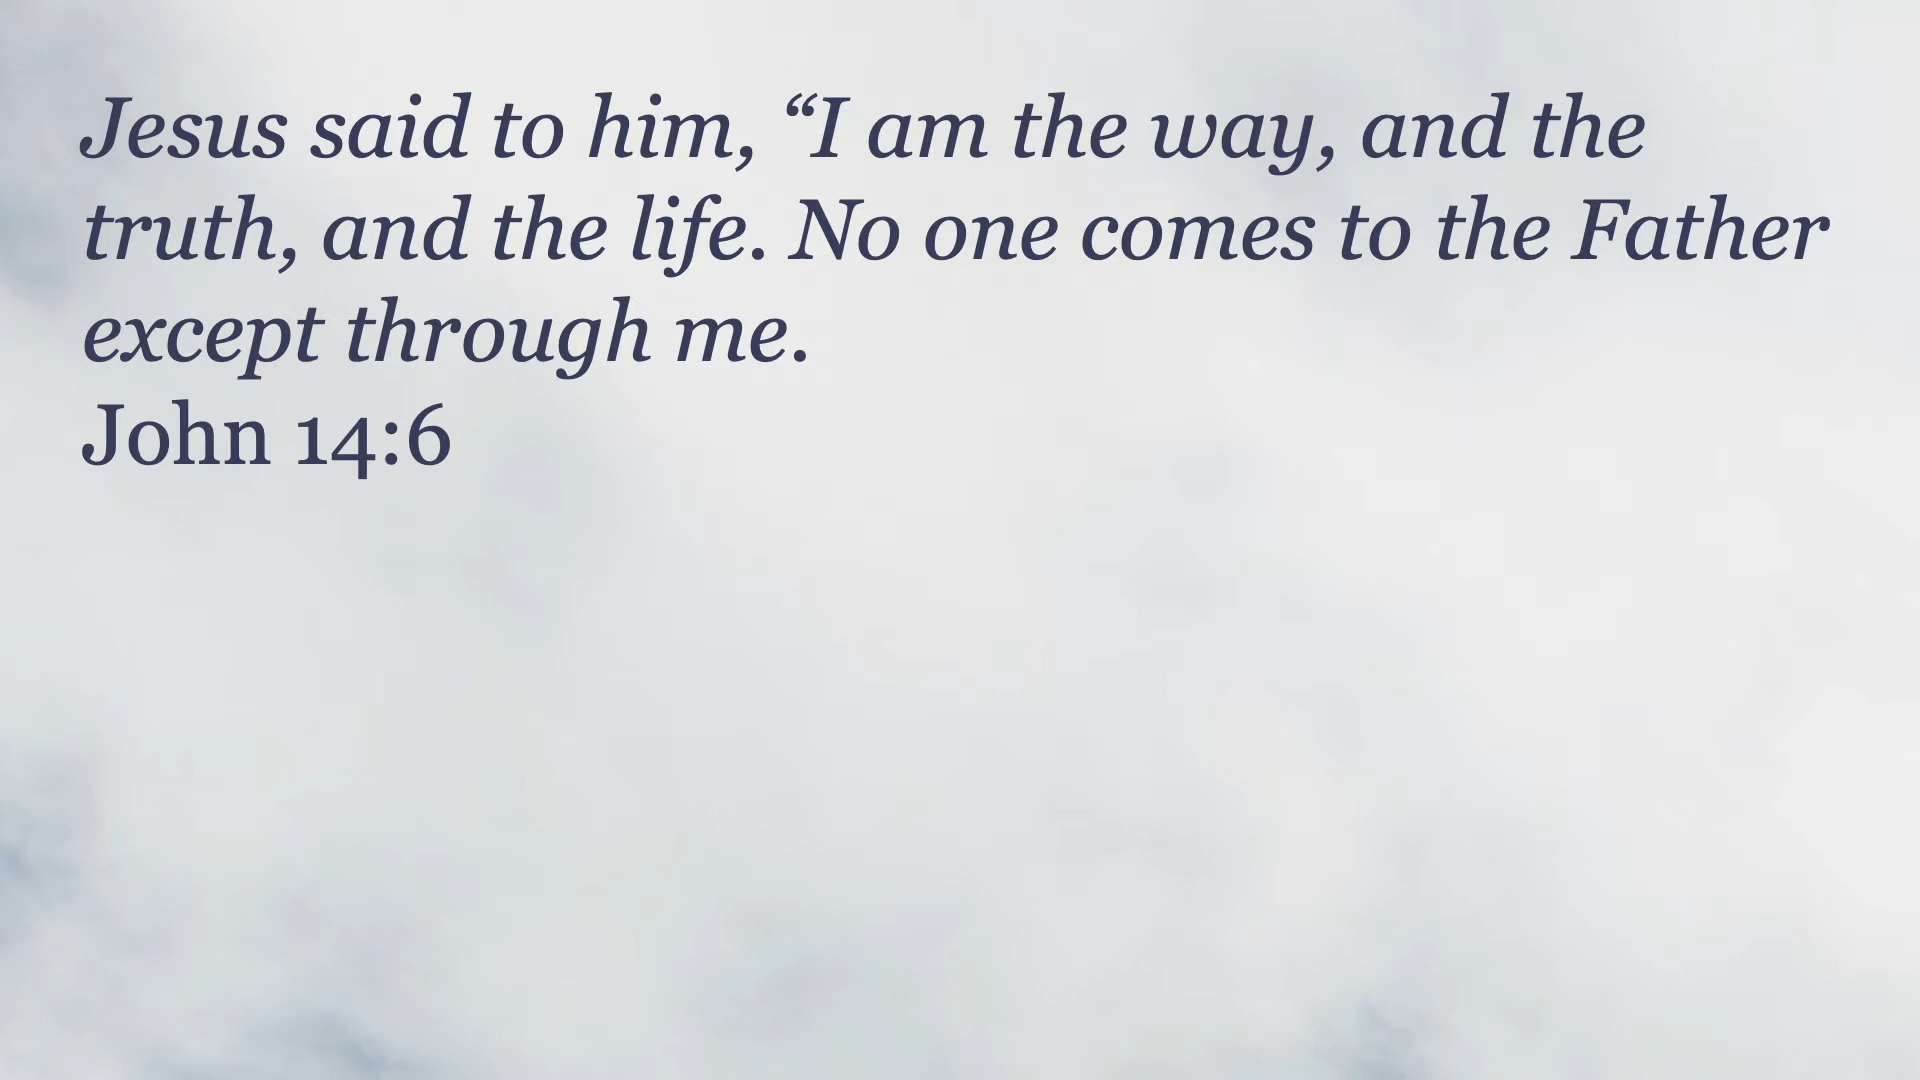 Jesus said to him, “I am the way, and the
truth, and the life. No one comes to the Father
except through me.
John 14:6